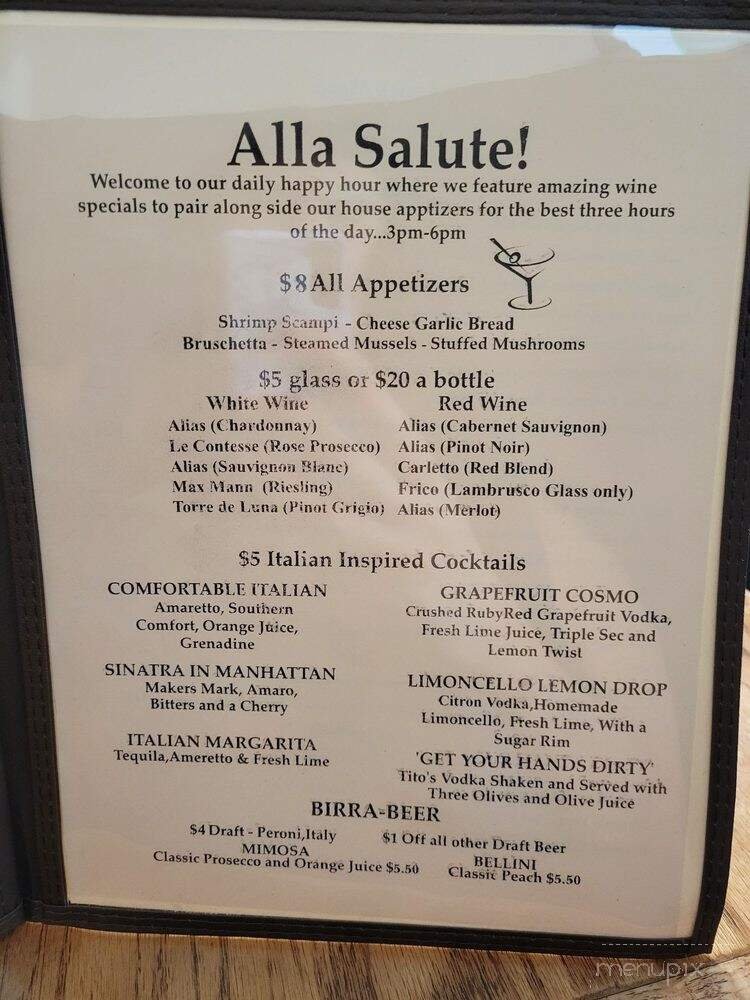 Alla Salute!
Welcome to our daily happy hour where we feature amazing wine
specials to pair along side our house apptizers for the best three hours
of the day...3pm-6pm
$8 All Appetizers
Shrimp Scampi - Cheese Garlic Bread
Bruschetta - Steamed Mussels - Stuffed Mushrooms
$5 glass or $20 a bottle
White Wine
Alias (Chardonnay)
Le Contesse (Rose Prosecco)
Alias (Sauvignon Blanc)
Max Mann (Riesling)
Torre de Luna (Pinot Grigio)
Red Wine
Alias (Cabernet Sauvignon)
Alias (Pinot Noir)
Carletto (Red Blend)
Frico (Lambrusco Glass only)
Alias (Merlot)
$5 Italian Inspired Cocktails
COMFORTABLE ITALIAN
Amaretto, Southern
Comfort, Orange Juice,
Grenadine
SINATRA IN MANHATTAN
Makers Mark, Amaro,
Bitters and a Cherry
ITALIAN MARGARITA
Tequila,Ameretto & Fresh Lime
GRAPEFRUIT COSMO
Crushed RubyRed Grapefruit Vodka,
Fresh Lime Juice, Triple Sec and
Lemon Twist
LIMONCELLO LEMON DROP
Citron Vodka,Homemade
Limoncello, Fresh Lime, With a
Sugar Rim
'GET YOUR HANDS DIRTY'
Tito's Vodka Shaken and Served with
Three Olives and Olive Juice
BIRRA-BEER
$4 Draft - Peroni,Italy
$1 Off all other Draft Beer
MIMOSA
Classic Prosecco and Orange Juice $5.50
BELLINI
Classic Peach $5.50
menupix